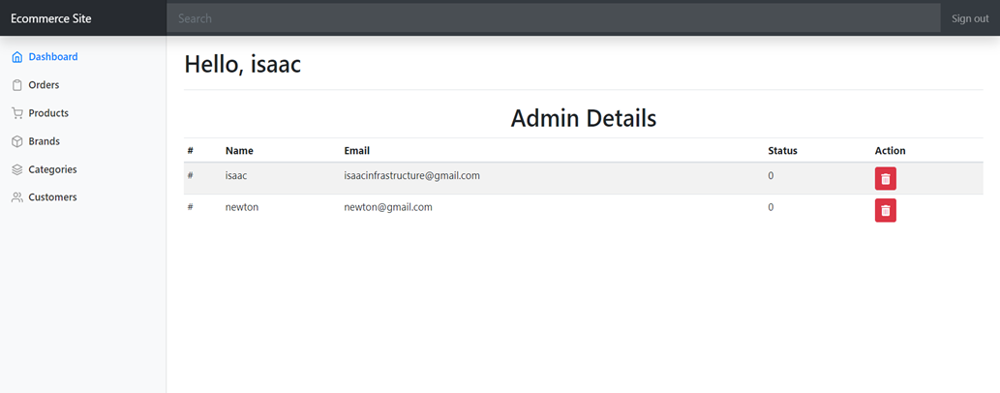 Ecommerce Site Search Sign out
Dashboard
Orders
Products
Brands
Categories
Customers
Hello, isaac
Admin Details
# Name Email Status Action
# isaac isaacinfrastructure@gmail.com 0
# newton newton@gmail.com 0